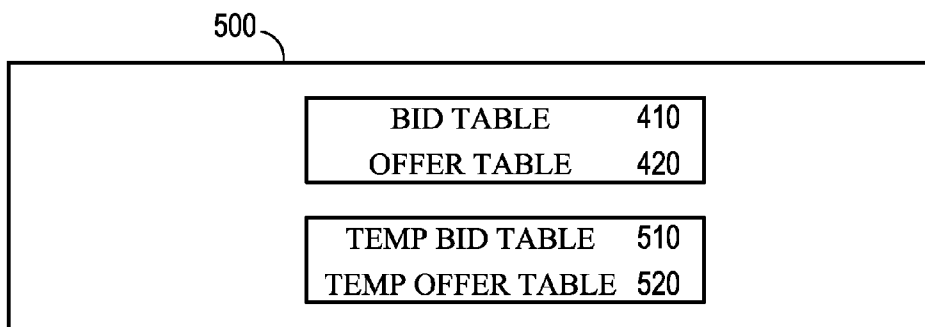 500
BID TABLE 410
OFFER TABLE 420
TEMP BID TABLE 510
TEMP OFFER TABLE 520